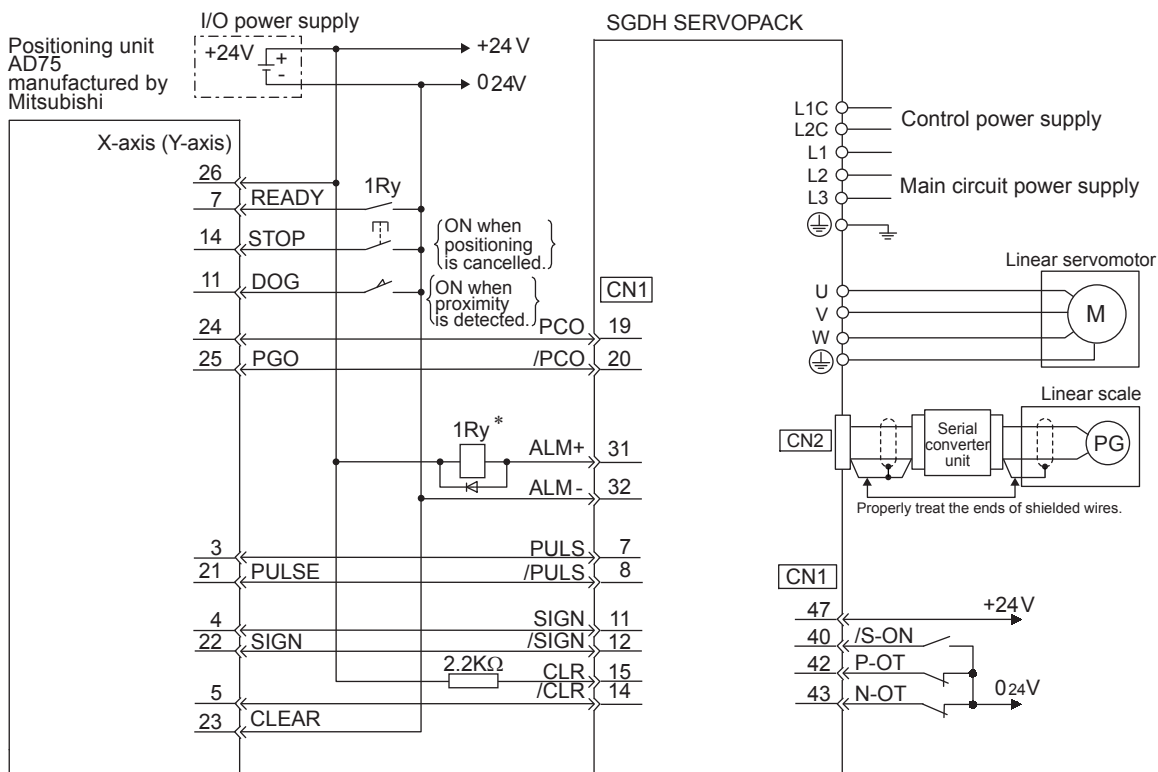 I/O power supply
SGDH SERVOPACK
Positioning unit
AD75
manufactured by
Mitsubishi
+24V
+
-
+24 V
024V
X-axis (Y-axis)
26
7 READY 1Ry
14 STOP
ON when
positioning
is cancelled.
11 DOG
ON when
proximity
is detected.
CN1
24 PCO 19
25 PGO /PCO 20
1Ry *
ALM+ 31
ALM- 32
3 PULS 7
21 PULSE /PULS 8
4 SIGN 11
22 SIGN /SIGN 12
2.2KΩ CLR 15
5 /CLR 14
23 CLEAR
L1C
L2C
Control power supply
L1
L2
L3
Main circuit power supply
Linear servomotor
U
V
W
M
Linear scale
CN2
Serial
converter
unit
PG
Properly treat the ends of shielded wires.
CN1
47 +24V
40 /S-ON
42 P-OT
43 N-OT
024V